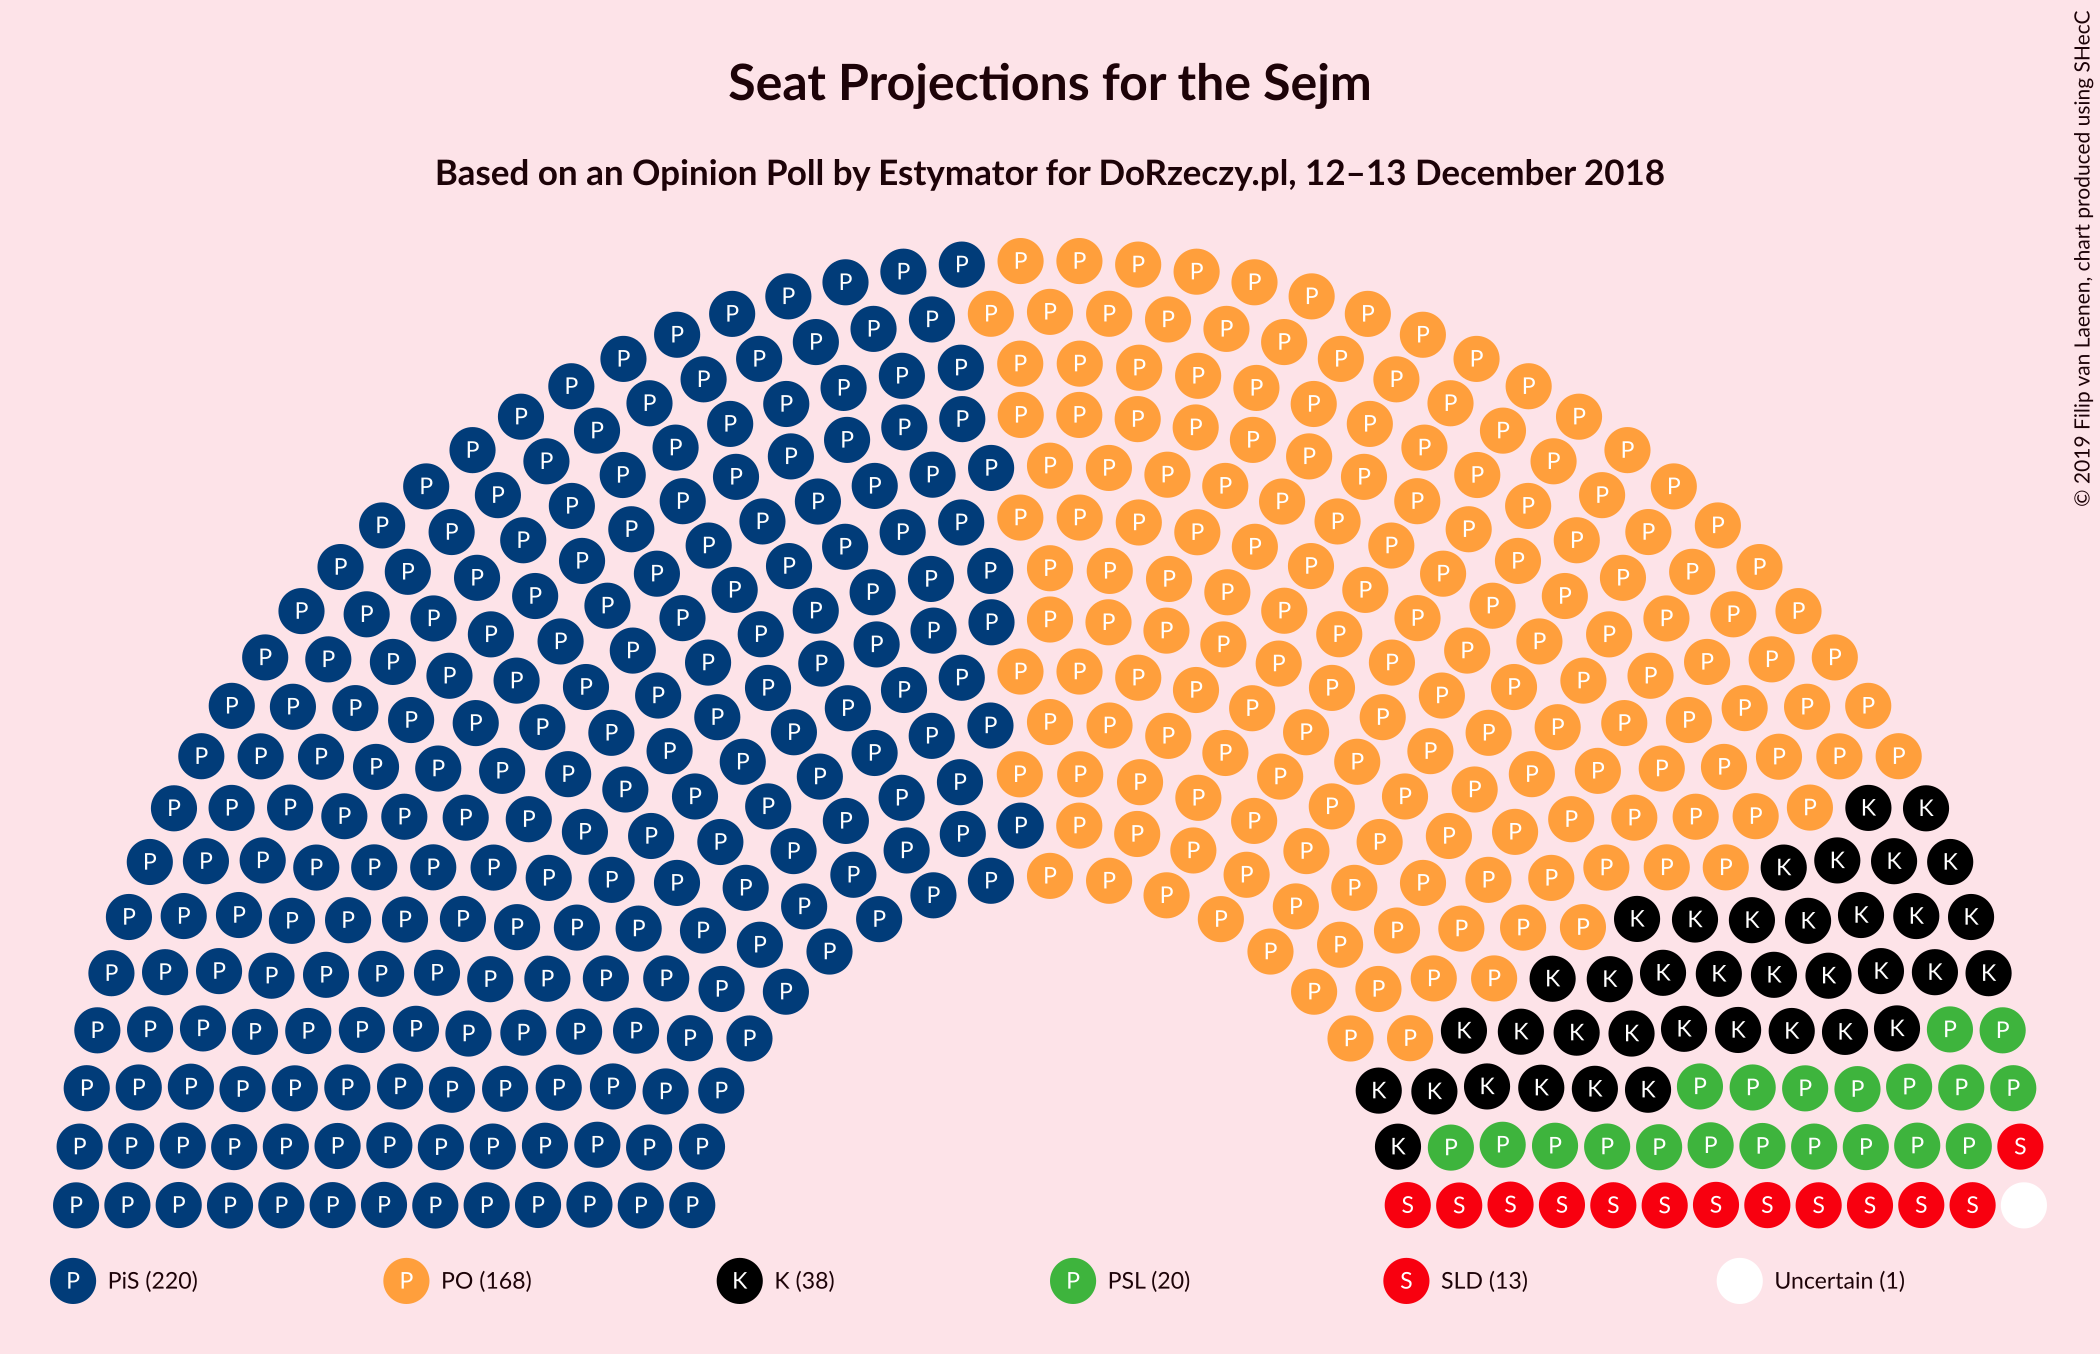 Seat Projections for the Sejm
Based on an Opinion Poll by Estymator for DoRzeczy.pl, 12–13 December 2018
© 2019 Filip van Laenen, chart produced using SHecC
P PiS (220)
P PO (168)
K K (38)
P PSL (20)
S SLD (13)
Uncertain (1)